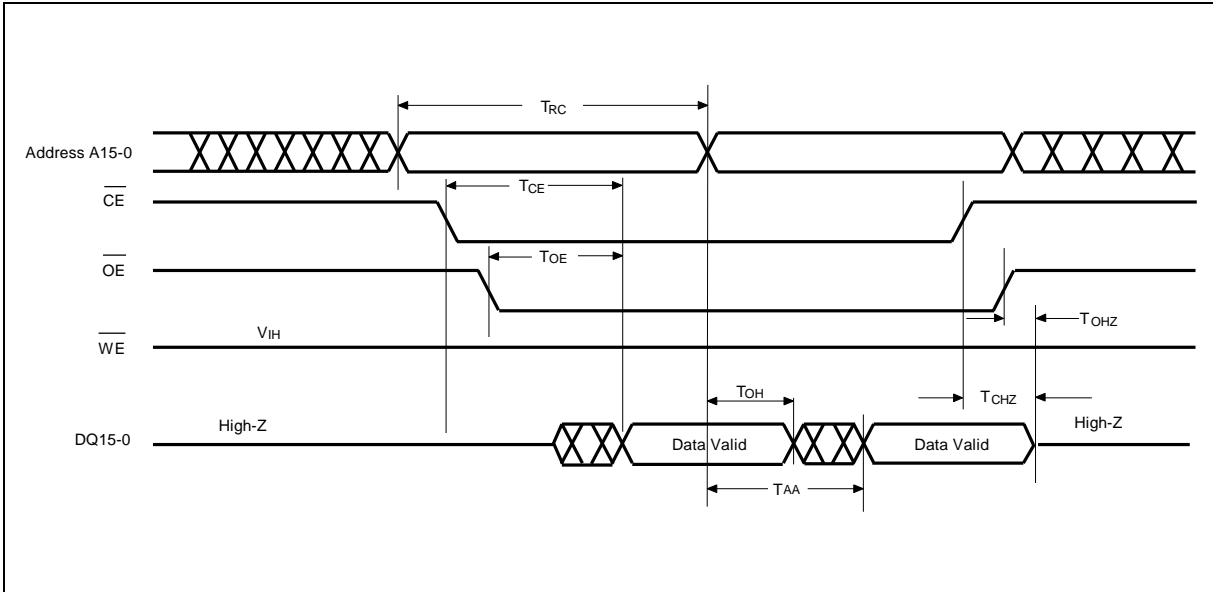 TRC
Address A15-0
TCE
CE
TOE
OE
TOHZ
VIH
WE
TOH
TCHZ
High-Z
High-Z
DQ15-0
Data Valid
Data Valid
TAA